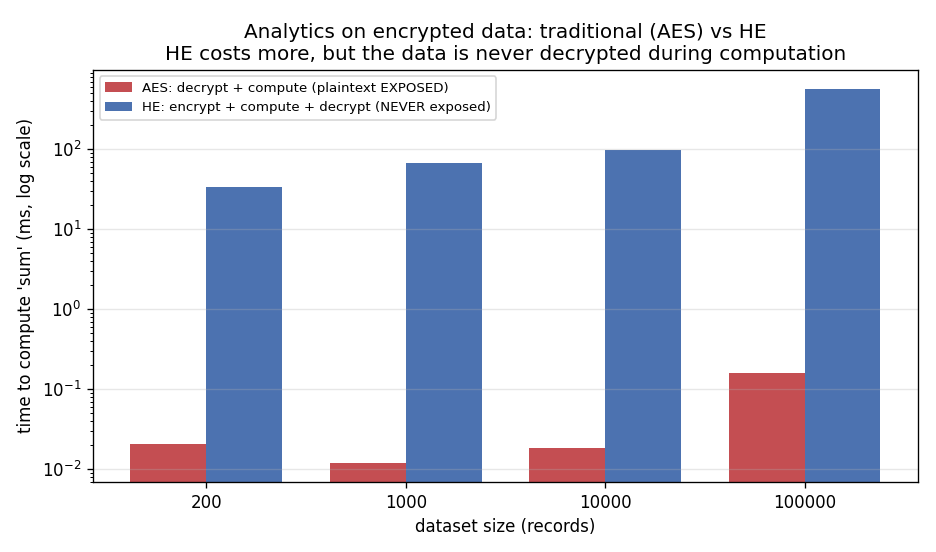 Analytics on encrypted data: traditional (AES) vs HE
HE costs more, but the data is never decrypted during computation
AES: decrypt + compute (plaintext EXPOSED)
HE: encrypt + compute + decrypt (NEVER exposed)
time to compute 'sum' (ms, log scale)
10²
10¹
10⁰
10⁻¹
10⁻²
200 1000 10000 100000
dataset size (records)